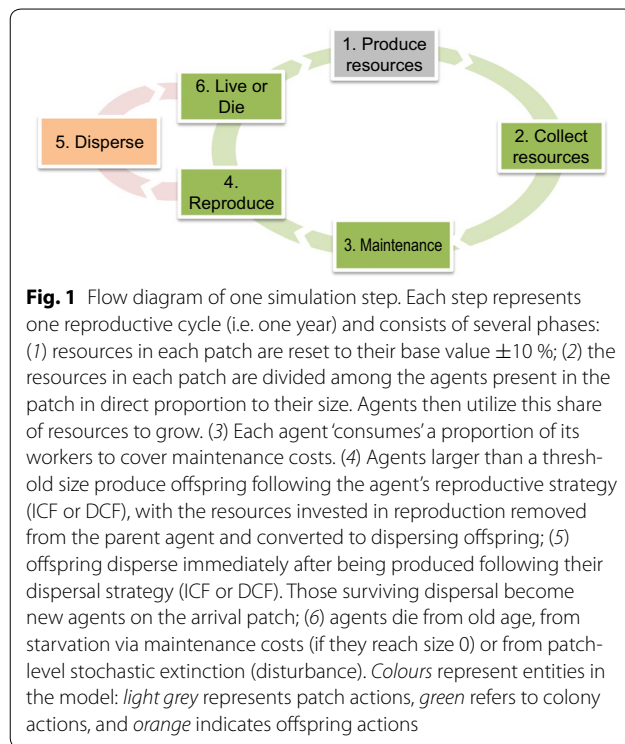 1. Produce
resources
6. Live or
Die
5. Disperse
2. Collect
resources
4.
Reproduce
3. Maintenance
Fig. 1 Flow diagram of one simulation step. Each step represents
one reproductive cycle (i.e. one year) and consists of several phases:
(1) resources in each patch are reset to their base value ±10 %; (2) the
resources in each patch are divided among the agents present in the
patch in direct proportion to their size. Agents then utilize this share
of resources to grow. (3) Each agent ‘consumes’ a proportion of its
workers to cover maintenance costs. (4) Agents larger than a thresh-
old size produce offspring following the agent’s reproductive strategy
(ICF or DCF), with the resources invested in reproduction removed
from the parent agent and converted to dispersing offspring; (5)
offspring disperse immediately after being produced following their
dispersal strategy (ICF or DCF). Those surviving dispersal become
new agents on the arrival patch; (6) agents die from old age, from
starvation via maintenance costs (if they reach size 0) or from patch-
level stochastic extinction (disturbance). Colours represent entities in
the model: light grey represents patch actions, green refers to colony
actions, and orange indicates offspring actions